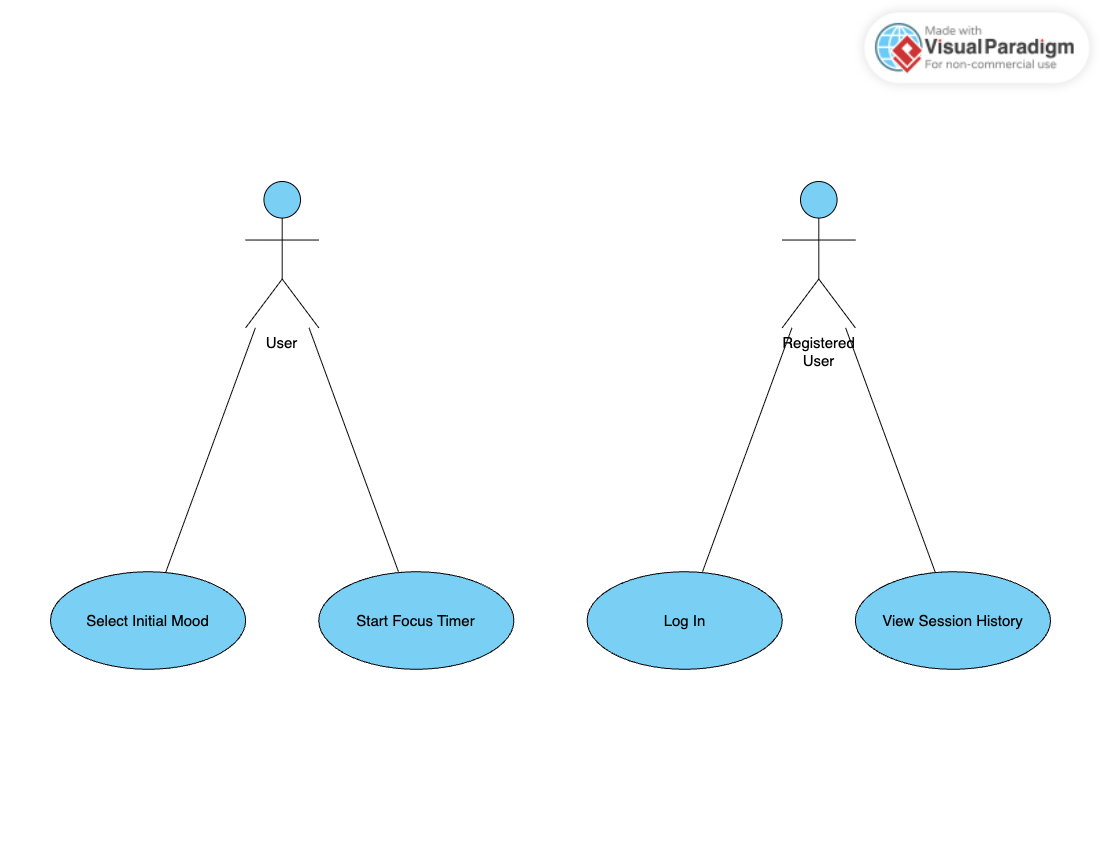 Made with
Visual Paradigm
For non-commercial use
User
Registered
User
Select Initial Mood
Start Focus Timer
Log In
View Session History